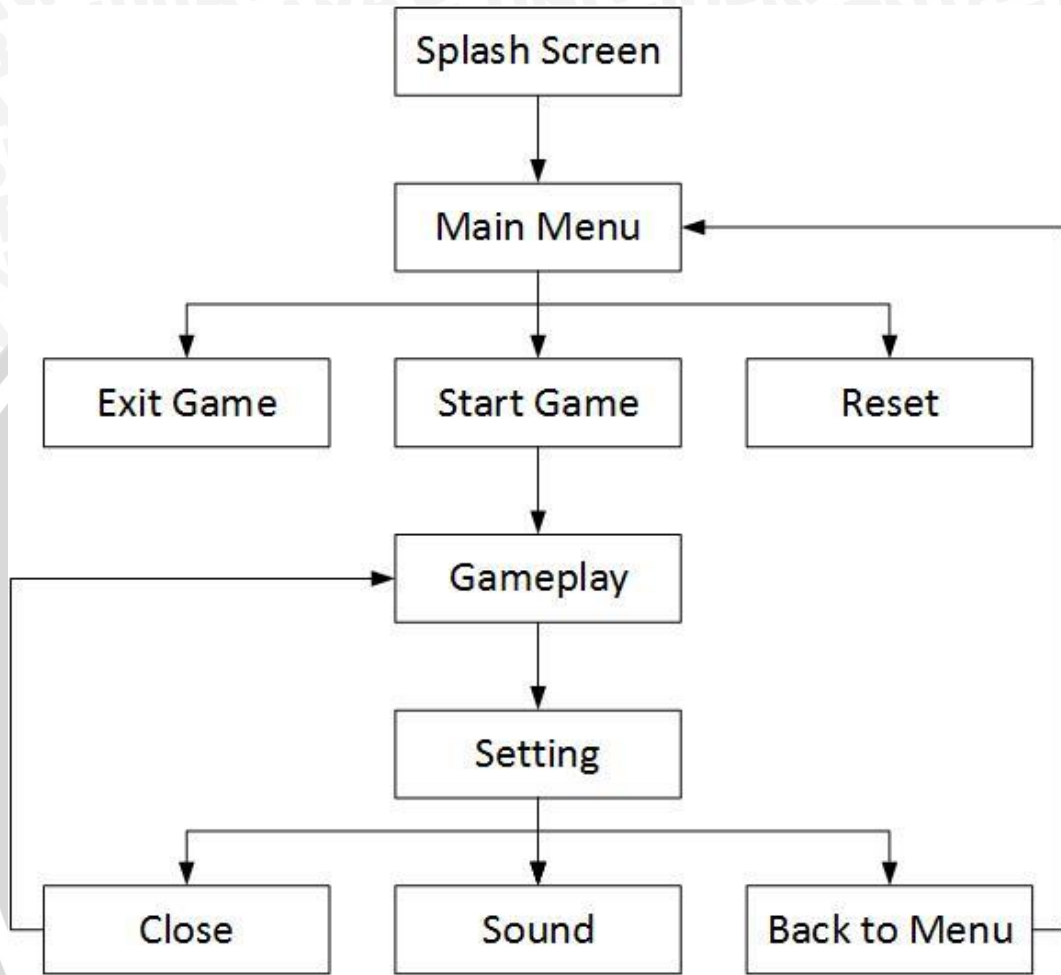 Splash Screen
Main Menu
Exit Game
Start Game
Reset
Gameplay
Setting
Close
Sound
Back to Menu